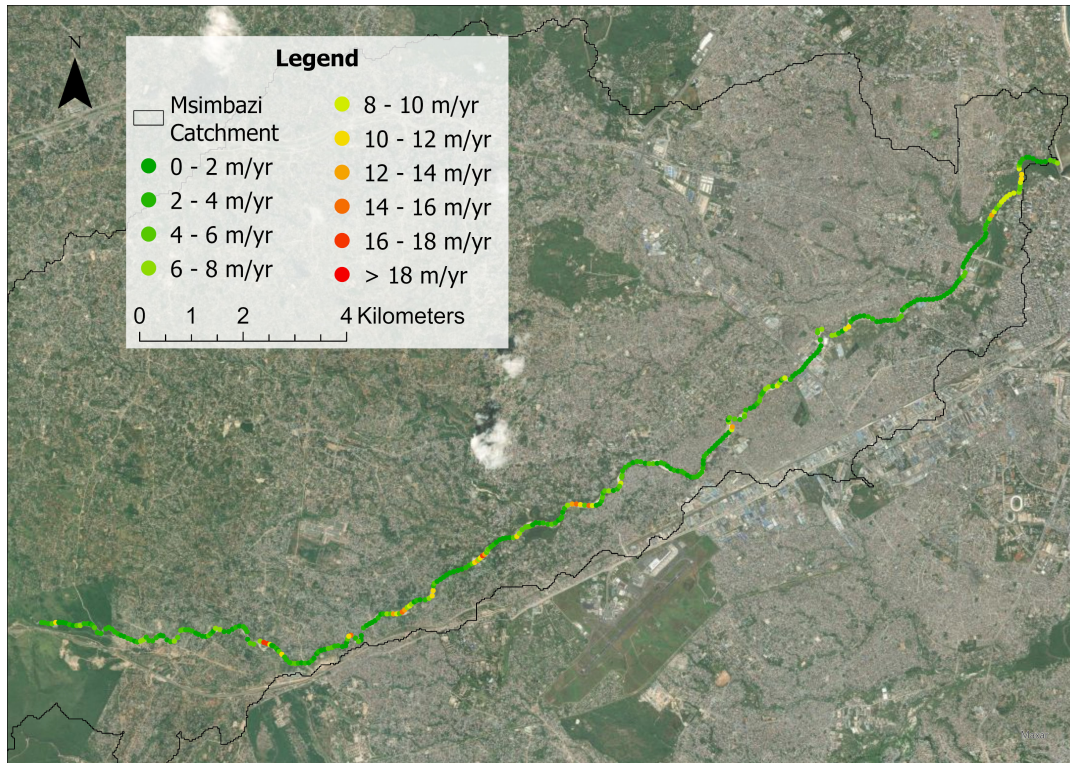 N
Legend
Msimbazi
Catchment
0 - 2 m/yr
2 - 4 m/yr
4 - 6 m/yr
6 - 8 m/yr
8 - 10 m/yr
10 - 12 m/yr
12 - 14 m/yr
14 - 16 m/yr
16 - 18 m/yr
> 18 m/yr
0 1 2 4 Kilometers